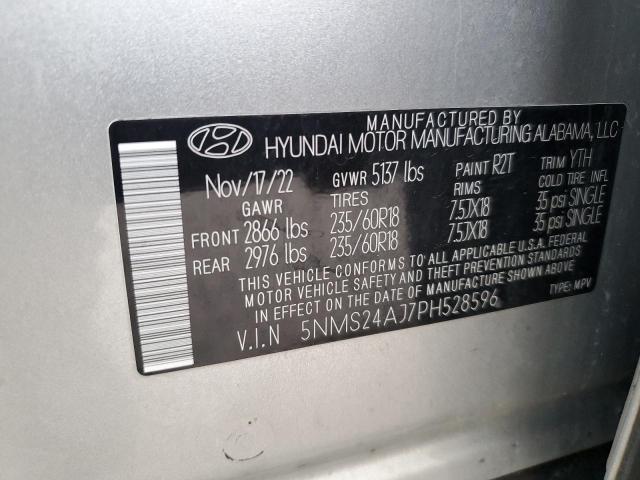 MANUFACTURED BY
HYUNDAI MOTOR MANUFACTURING ALABAMA, LLC
Nov/17/22 GVWR 5137 lbs PAINT R2T TRIM YTH
GAWR TIRES RIMS COLD TIRE INFL
FRONT 2866 lbs 235/60R18 7.5JX18 35 psi SINGLE
REAR 2976 lbs 235/60R18 7.5JX18 35 psi SINGLE
THIS VEHICLE CONFORMS TO ALL APPLICABLE U.S.A. FEDERAL
MOTOR VEHICLE SAFETY AND THEFT PREVENTION STANDARDS
IN EFFECT ON THE DATE OF MANUFACTURE SHOWN ABOVE.
V.I.N 5NMS24AJ7PH528596 TYPE: MPV